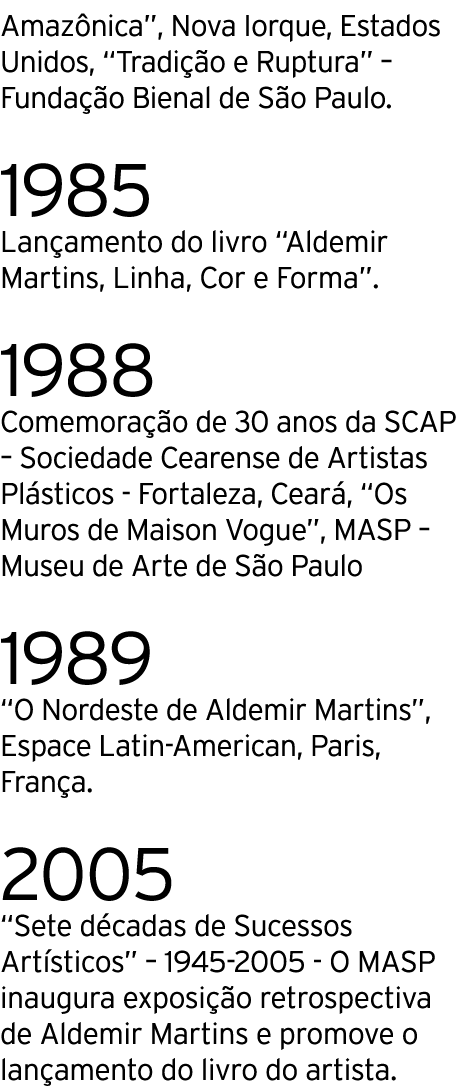 Amazônica”, Nova Iorque, Estados
Unidos, “Tradição e Ruptura” –
Fundação Bienal de São Paulo.
1985
Lançamento do livro “Aldemir
Martins, Linha, Cor e Forma”.
1988
Comemoração de 30 anos da SCAP
– Sociedade Cearense de Artistas
Plásticos - Fortaleza, Ceará, “Os
Muros de Maison Vogue”, MASP –
Museu de Arte de São Paulo
1989
“O Nordeste de Aldemir Martins”,
Espace Latin-American, Paris,
França.
2005
“Sete décadas de Sucessos
Artísticos” – 1945-2005 - O MASP
inaugura exposição retrospectiva
de Aldemir Martins e promove o
lançamento do livro do artista.